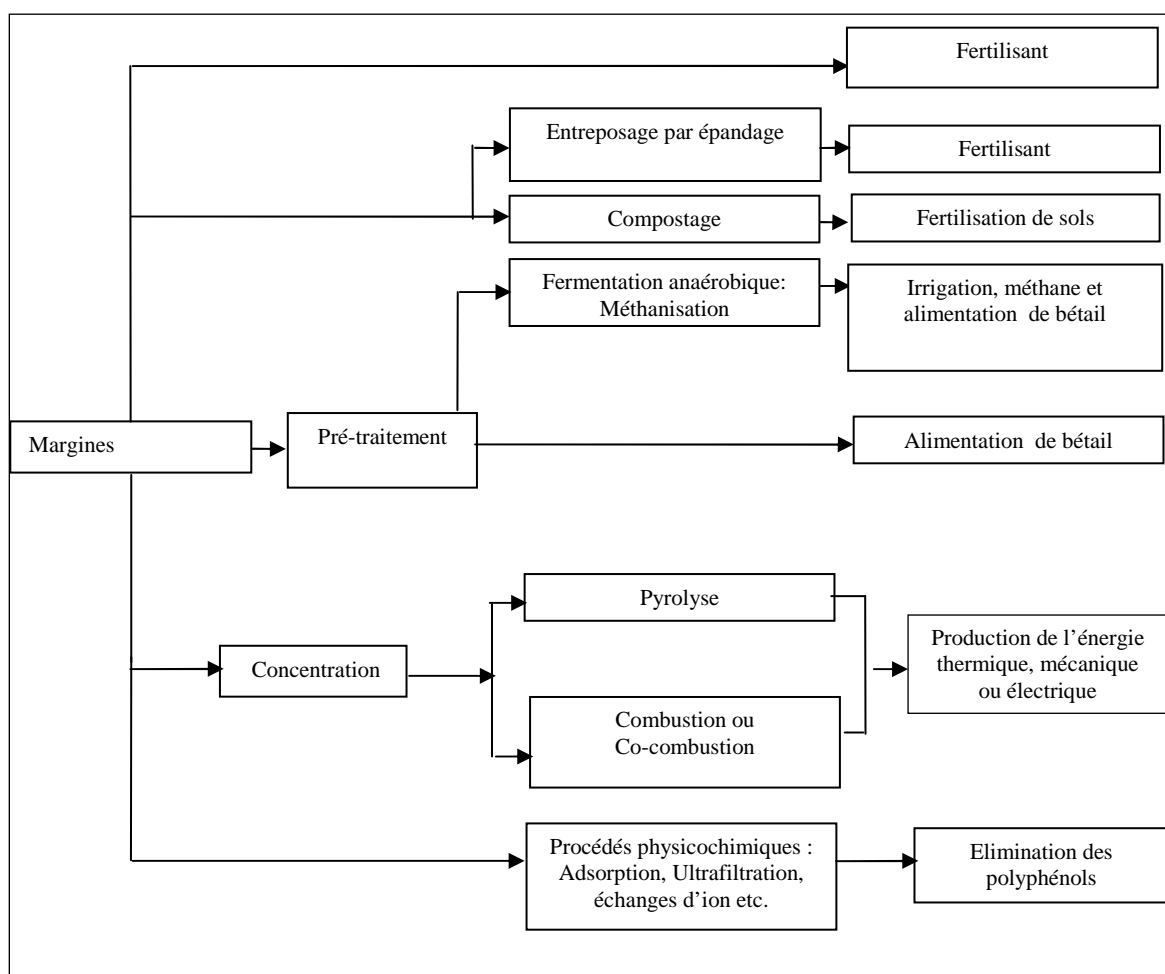 Fertilisant
Entreposage par épandage
Fertilisant
Compostage
Fertilisation de sols
Fermentation anaérobique:
Méthanisation
Irrigation, méthane et
alimentation de bétail
Margines
Pré-traitement
Alimentation de bétail
Pyrolyse
Concentration
Production de l’énergie
thermique, mécanique
ou électrique
Combustion ou
Co-combustion
Procédés physicochimiques :
Adsorption, Ultrafiltration,
échanges d’ion etc.
Elimination des
polyphénols